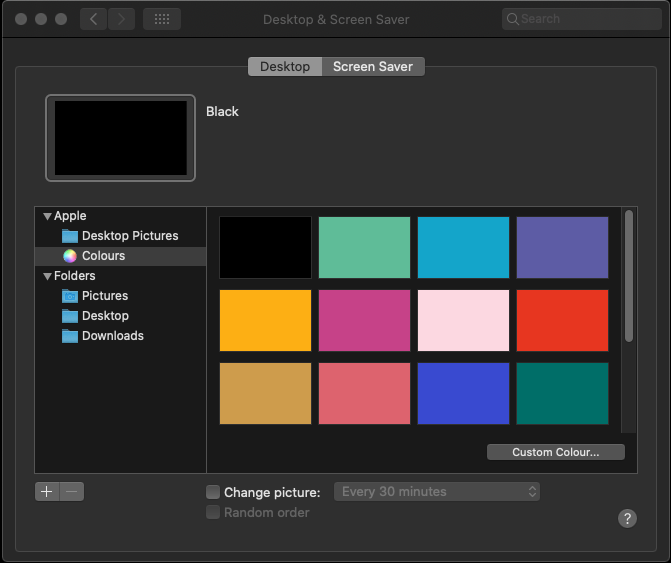 Desktop & Screen Saver
Search
Desktop
Screen Saver
Black
Apple
Desktop Pictures
Colours
Folders
Pictures
Desktop
Downloads
Custom Colour...
+
−
Change picture:
Every 30 minutes
Random order
?